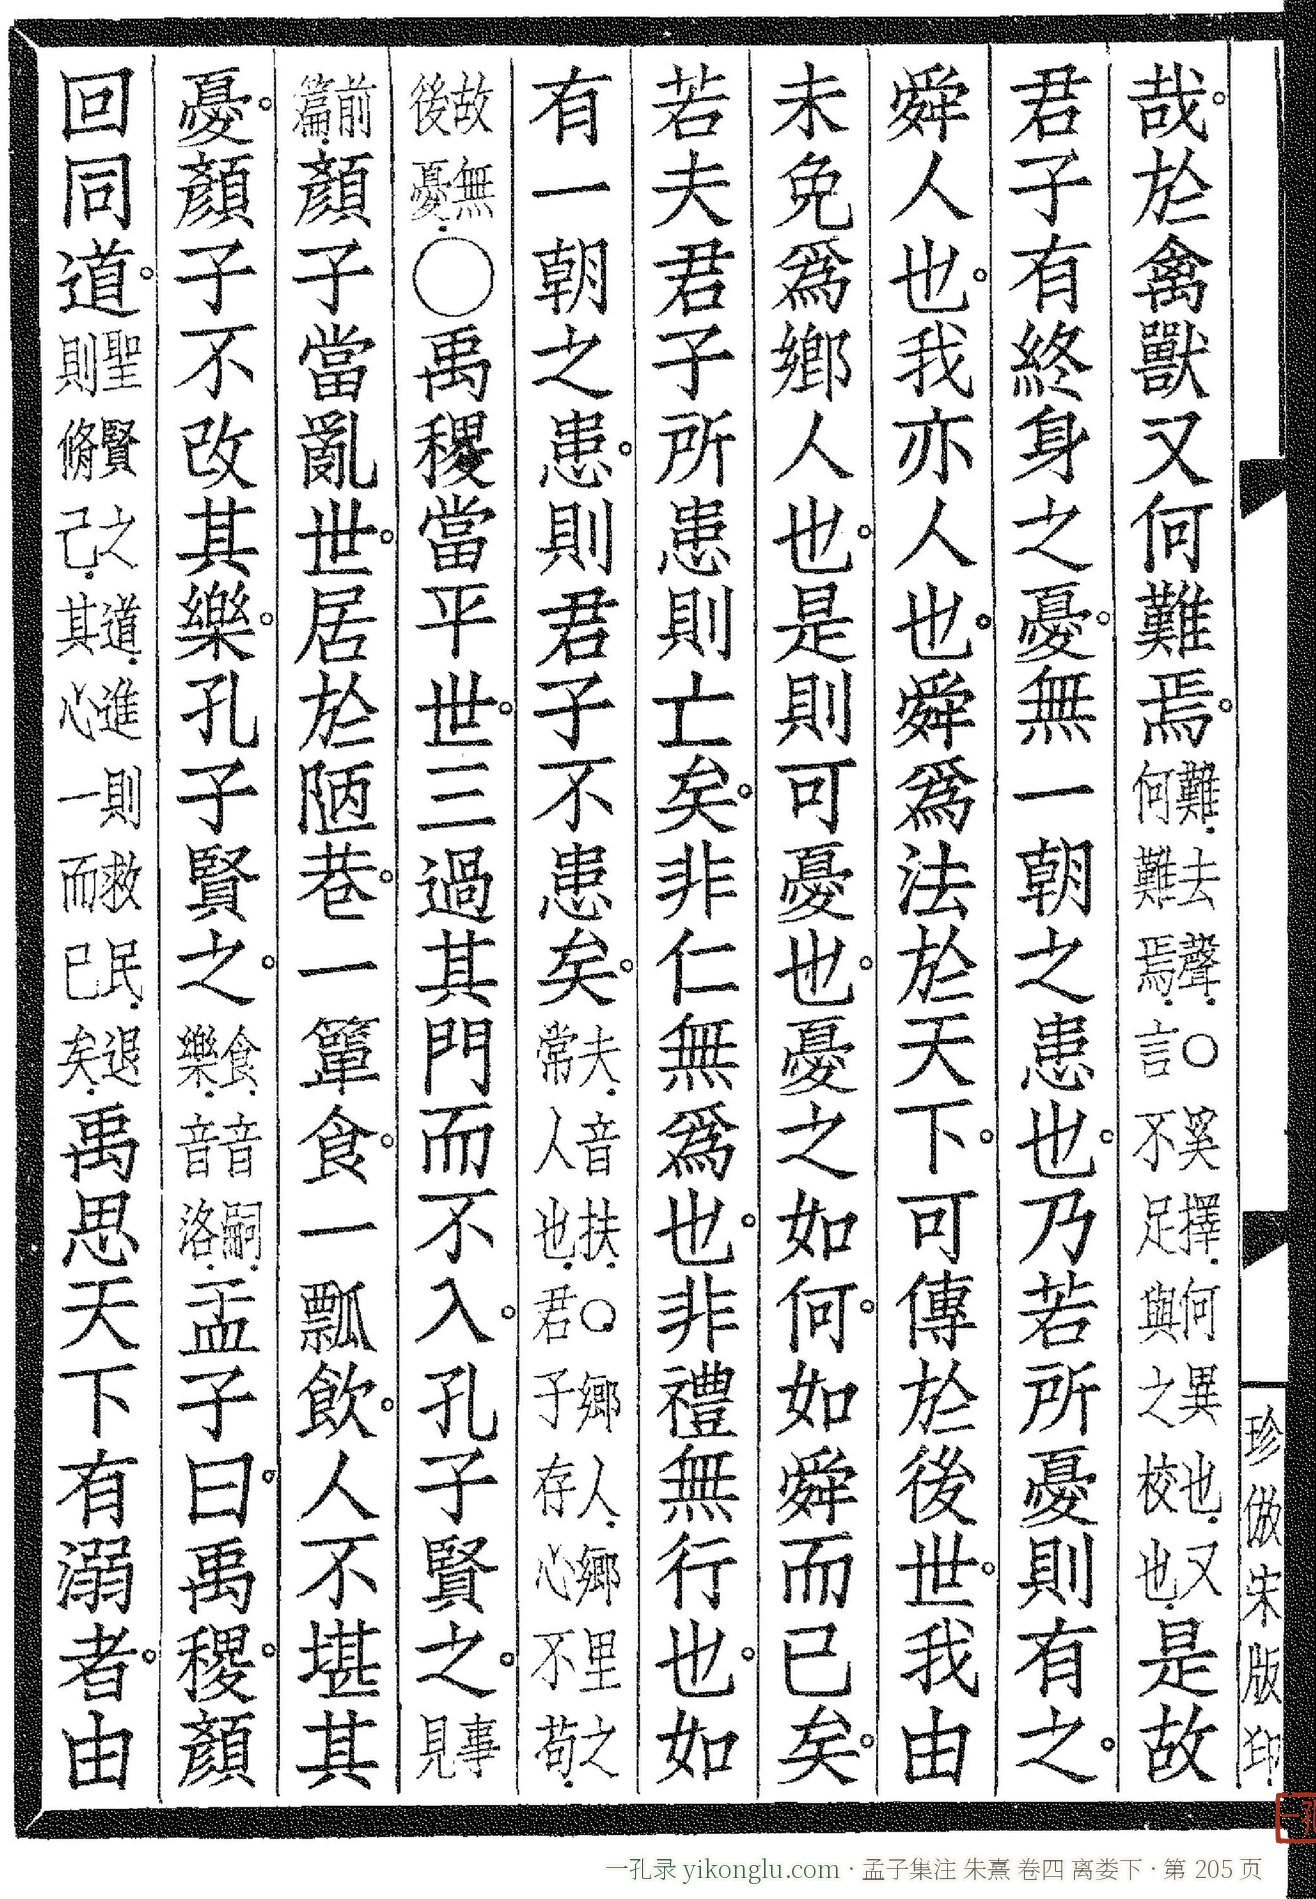 哉於禽獸又何難焉難去聲○奚擇何異也又何難焉言不足與之校也是故
君子有終身之憂無一朝之患也乃若所憂則有之
舜人也我亦人也舜爲法於天下可傳於後世我由
未免爲鄉人也是則可憂也憂之如何如舜而已矣
若夫君子所患則亡矣非仁無爲也非禮無行也如
有一朝之患則君子不患矣夫音扶○鄉人鄉里之常人也君子存心不苟
故無後憂○禹稷當平世三過其門而不入孔子賢之事見
前篇顏子當亂世居於陋巷一簞食一瓢飲人不堪其
憂顏子不改其樂孔子賢之食音嗣樂音洛孟子曰禹稷顏
回同道聖賢之道進則救民退則脩己其心一而已矣禹思天下有溺者由
珍倣宋版印
一孔录 yikonglu.com · 孟子集注 朱熹 卷四 离娄下 · 第 205 页